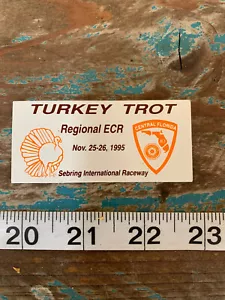 TURKEY TROT
Regional ECR
Nov. 25-26, 1995
CENTRAL FLORIDA
Sebring International Raceway
20 21 22 23